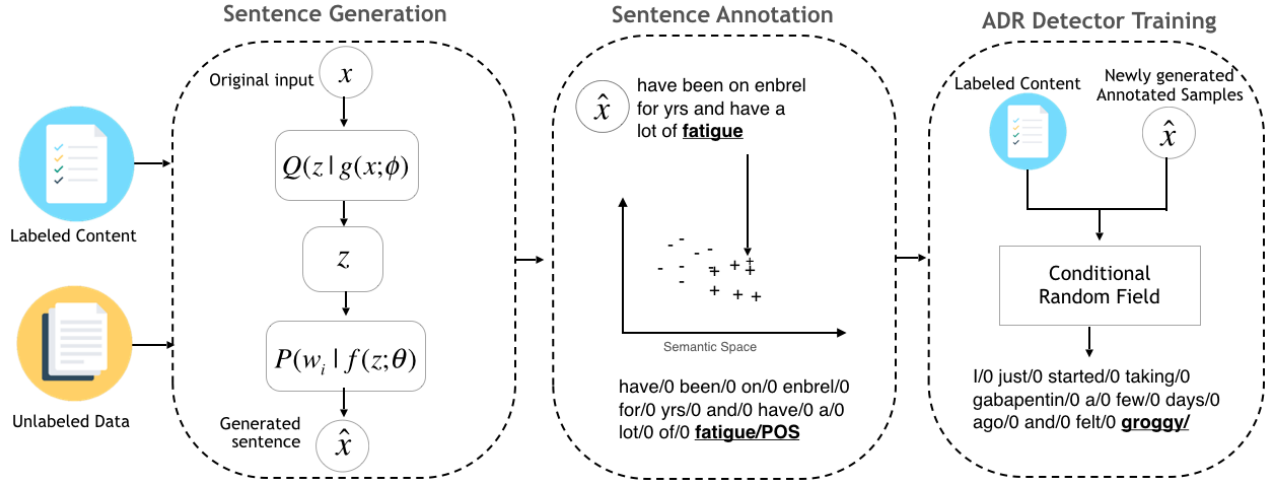 Sentence Generation
Sentence Annotation
ADR Detector Training
Labeled Content
Unlabeled Data
Original input
x
Q(z | g(x;ϕ)
z
P(w_i | f(z;θ)
Generated
sentence
x̂
x̂
have been on enbrel
for yrs and have a
lot of fatigue
Semantic Space
have/0 been/0 on/0 enbrel/0
for/0 yrs/0 and/0 have/0 a/0
lot/0 of/0 fatigue/POS
Labeled Content
Newly generated
Annotated Samples
x̂
Conditional
Random Field
I/0 just/0 started/0 taking/0
gabapentin/0 a/0 few/0 days/0
ago/0 and/0 felt/0 groggy/